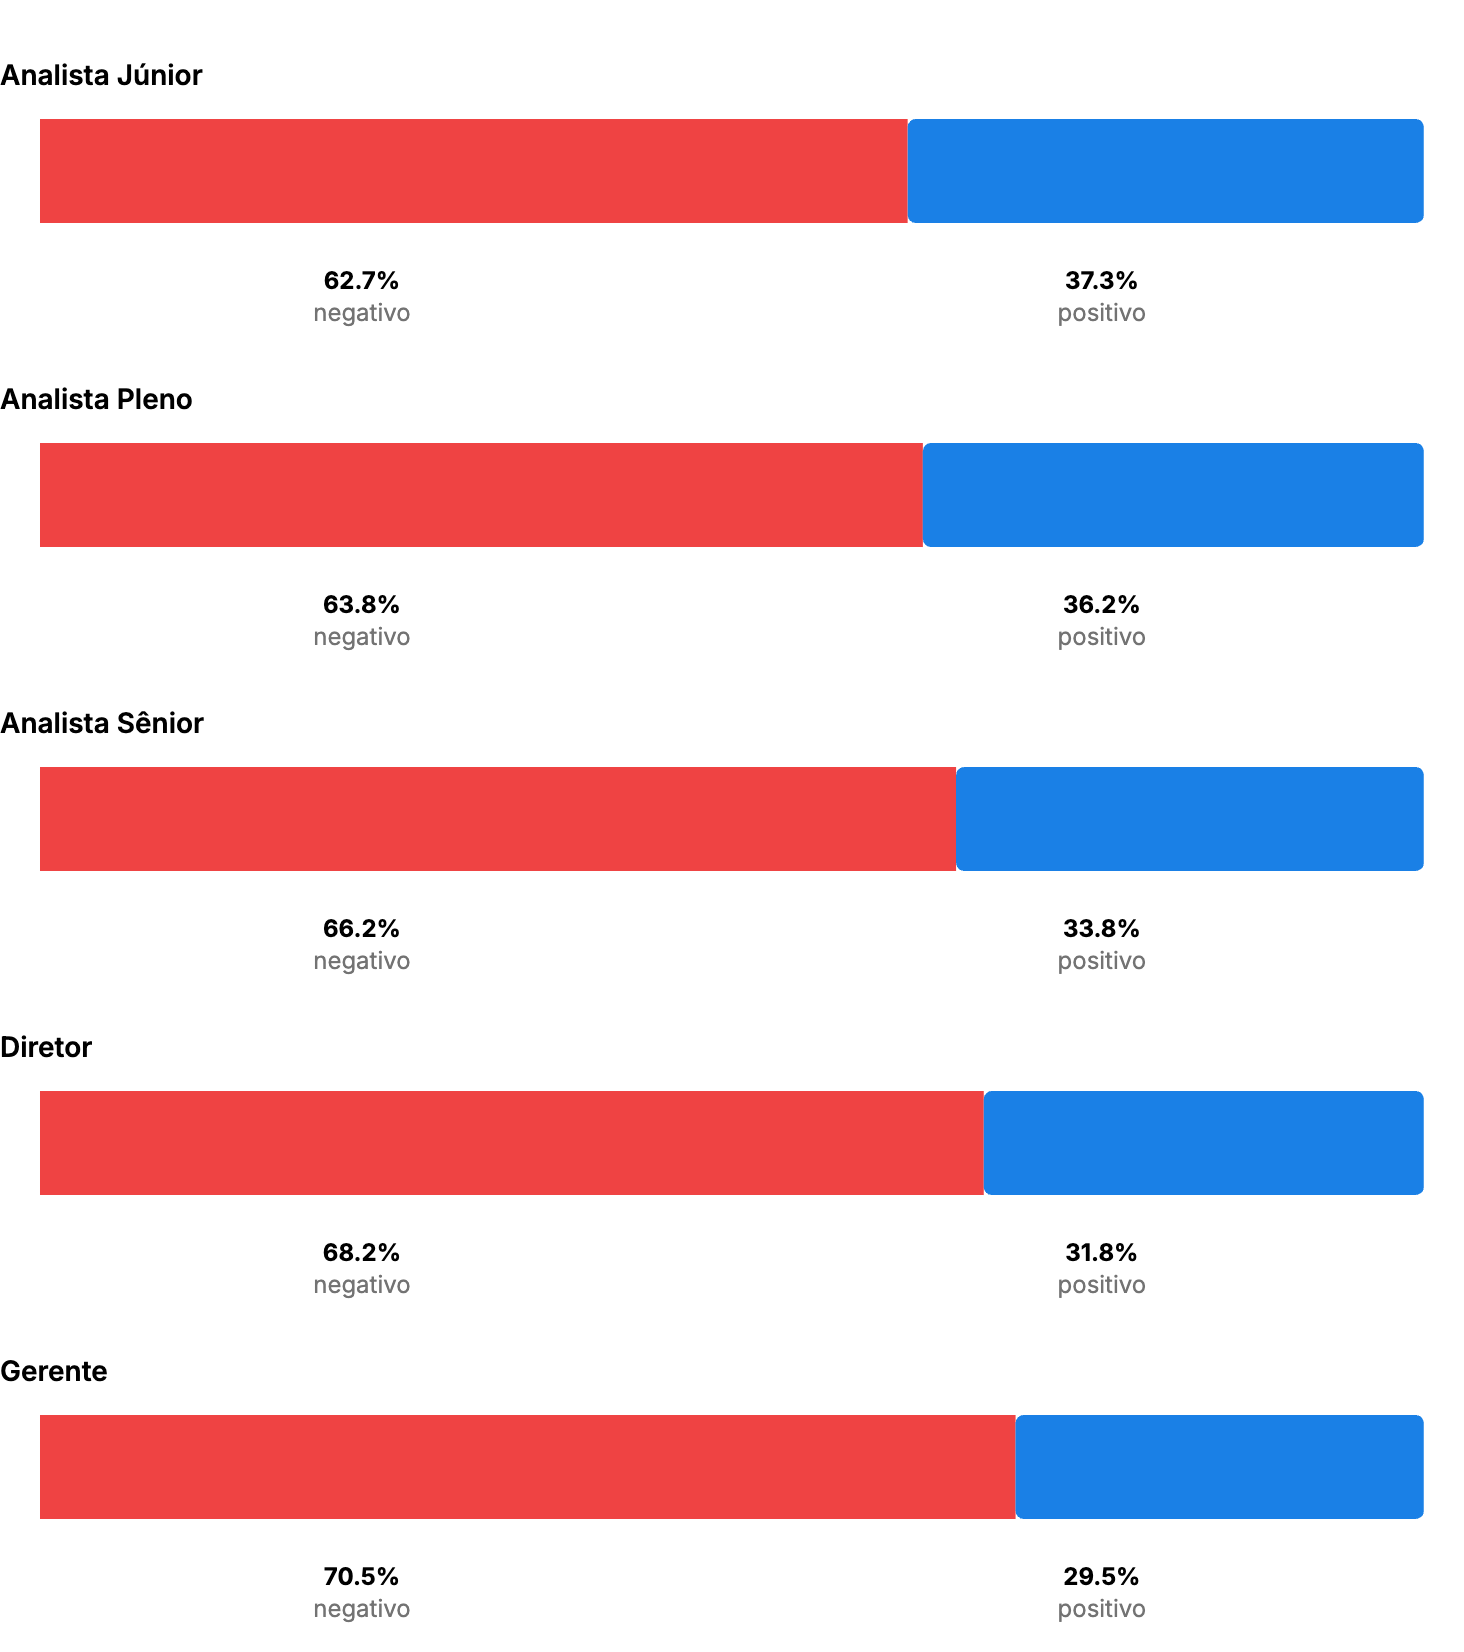 Analista Júnior
62.7% 37.3%
negativo positivo
Analista Pleno
63.8% 36.2%
negativo positivo
Analista Sênior
66.2% 33.8%
negativo positivo
Diretor
68.2% 31.8%
negativo positivo
Gerente
70.5% 29.5%
negativo positivo